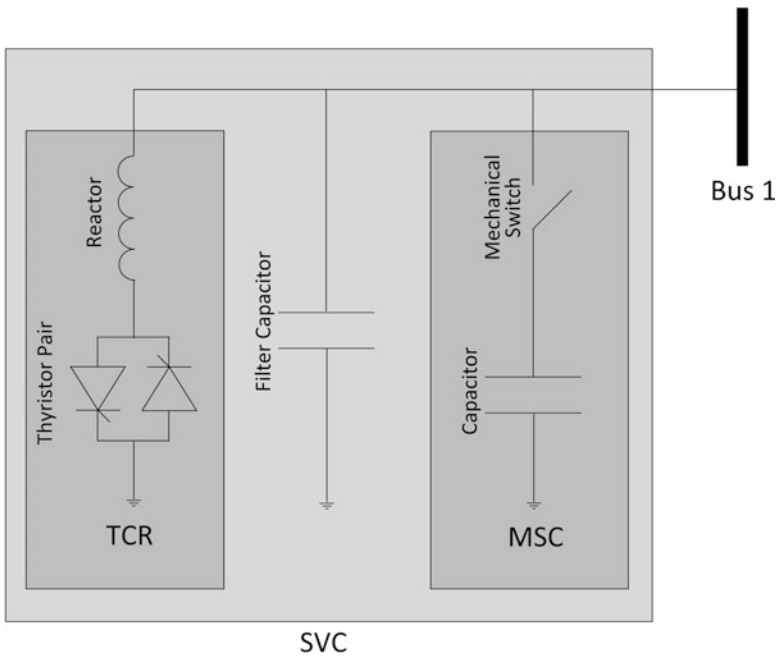 Bus 1
Reactor
Thyristor Pair
TCR
Filter Capacitor
Mechanical
Switch
Capacitor
MSC
SVC